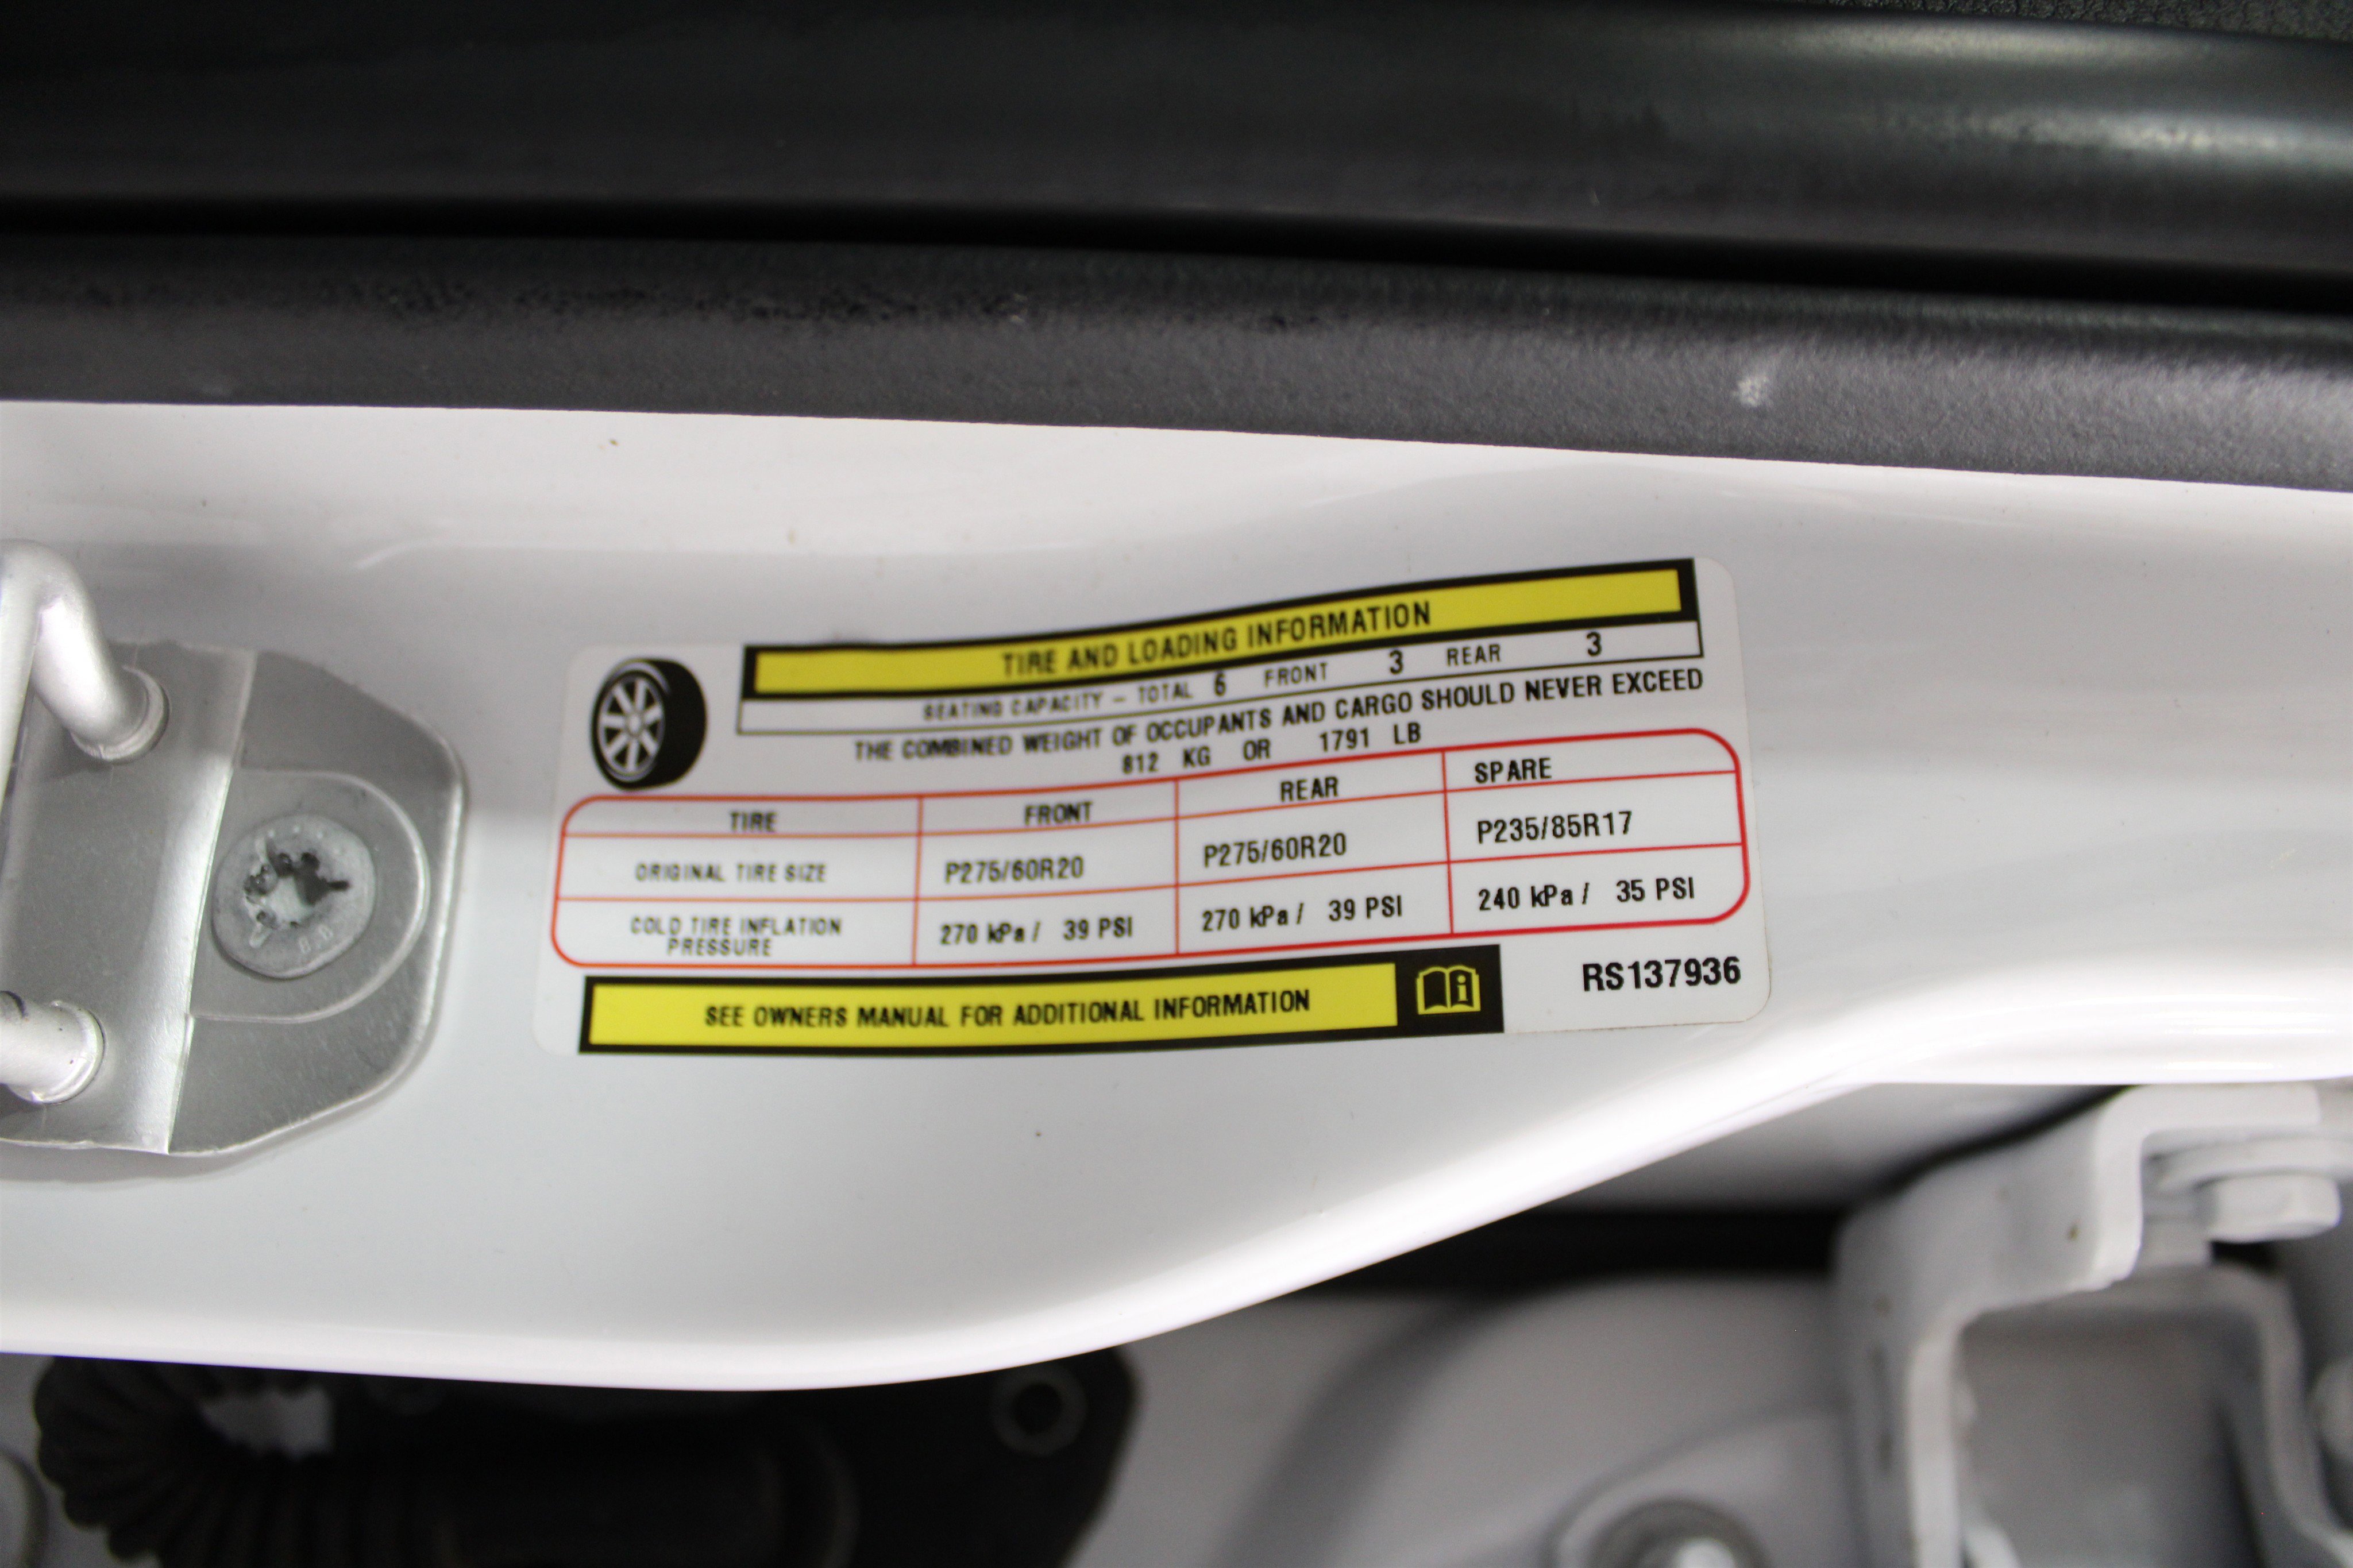 TIRE AND LOADING INFORMATION
SEATING CAPACITY – TOTAL 6 FRONT 3 REAR 3
THE COMBINED WEIGHT OF OCCUPANTS AND CARGO SHOULD NEVER EXCEED
812 KG OR 1791 LB
TIRE FRONT REAR SPARE
ORIGINAL TIRE SIZE P275/60R20 P275/60R20 P235/85R17
COLD TIRE INFLATION PRESSURE 270 kPa / 39 PSI 270 kPa / 39 PSI 240 kPa / 35 PSI
SEE OWNERS MANUAL FOR ADDITIONAL INFORMATION
RS137936
8.8